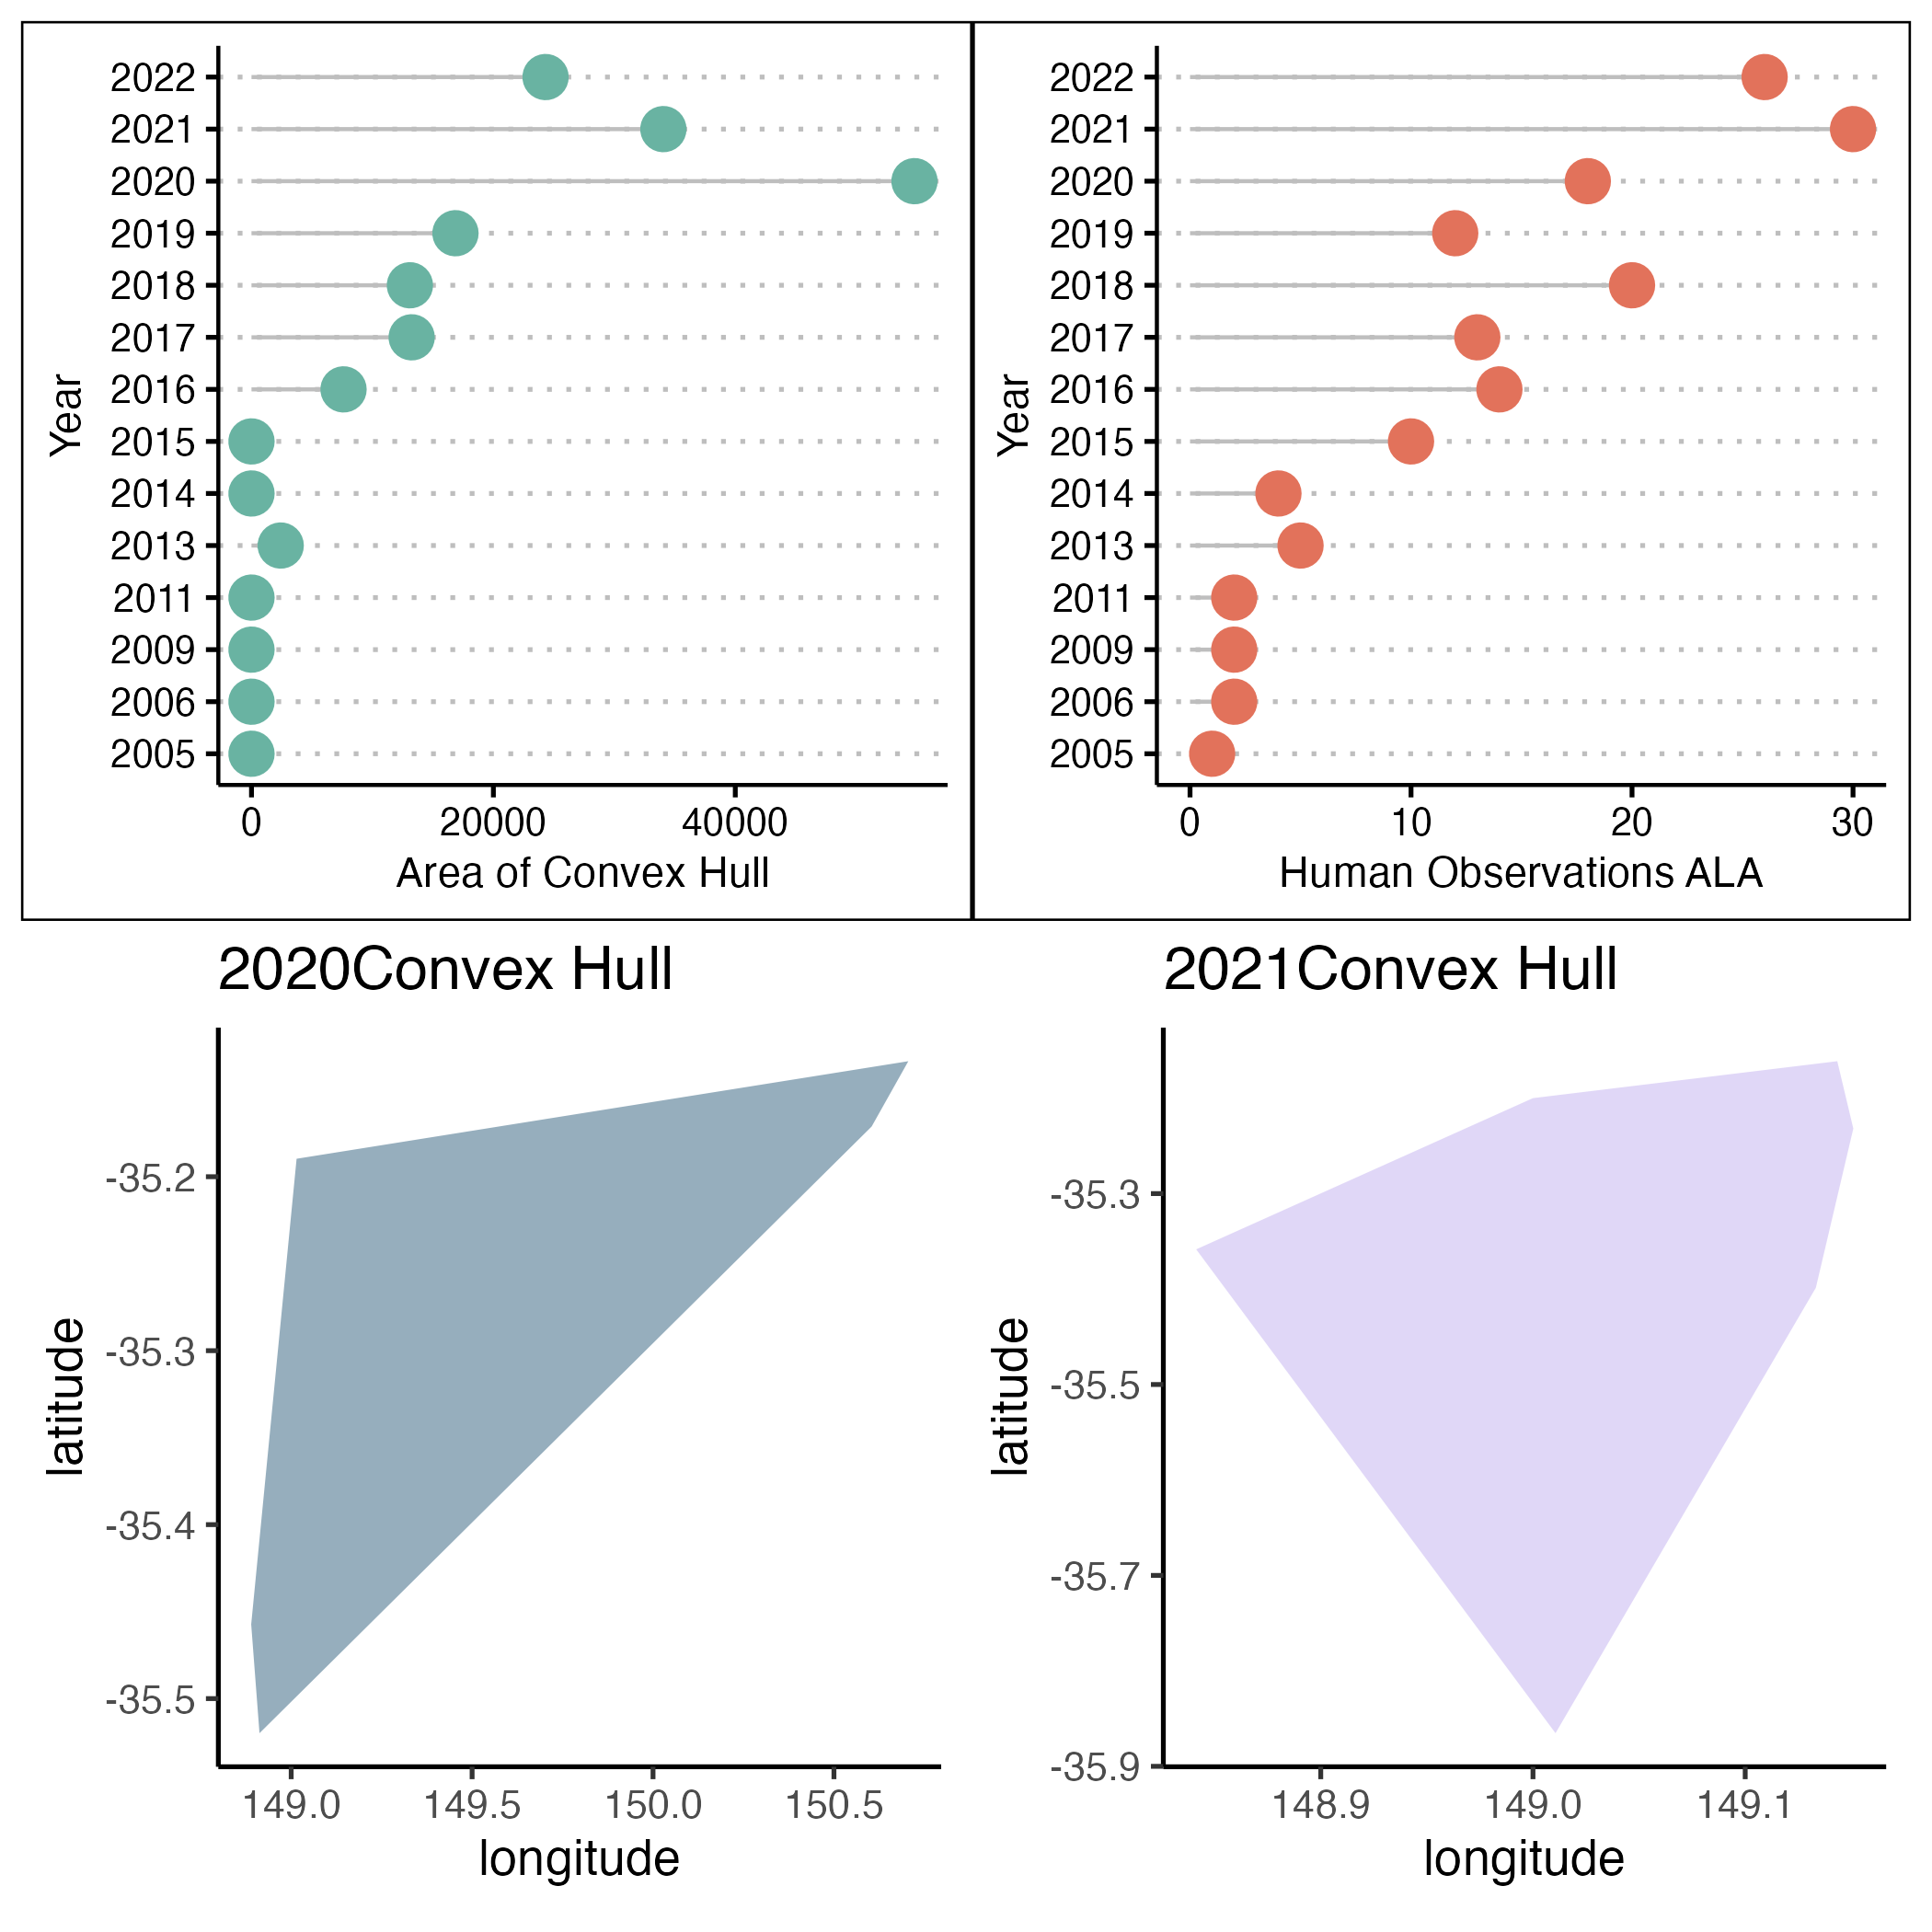 2022
2021
2020
2019
2018
2017
2016
2015
2014
2013
2011
2009
2006
2005
Year
0 20000 40000
Area of Convex Hull
2022
2021
2020
2019
2018
2017
2016
2015
2014
2013
2011
2009
2006
2005
Year
0 10 20 30
Human Observations ALA
2020Convex Hull
-35.2
-35.3
-35.4
-35.5
latitude
149.0 149.5 150.0 150.5
longitude
2021Convex Hull
-35.3
-35.5
-35.7
-35.9
latitude
148.9 149.0 149.1
longitude